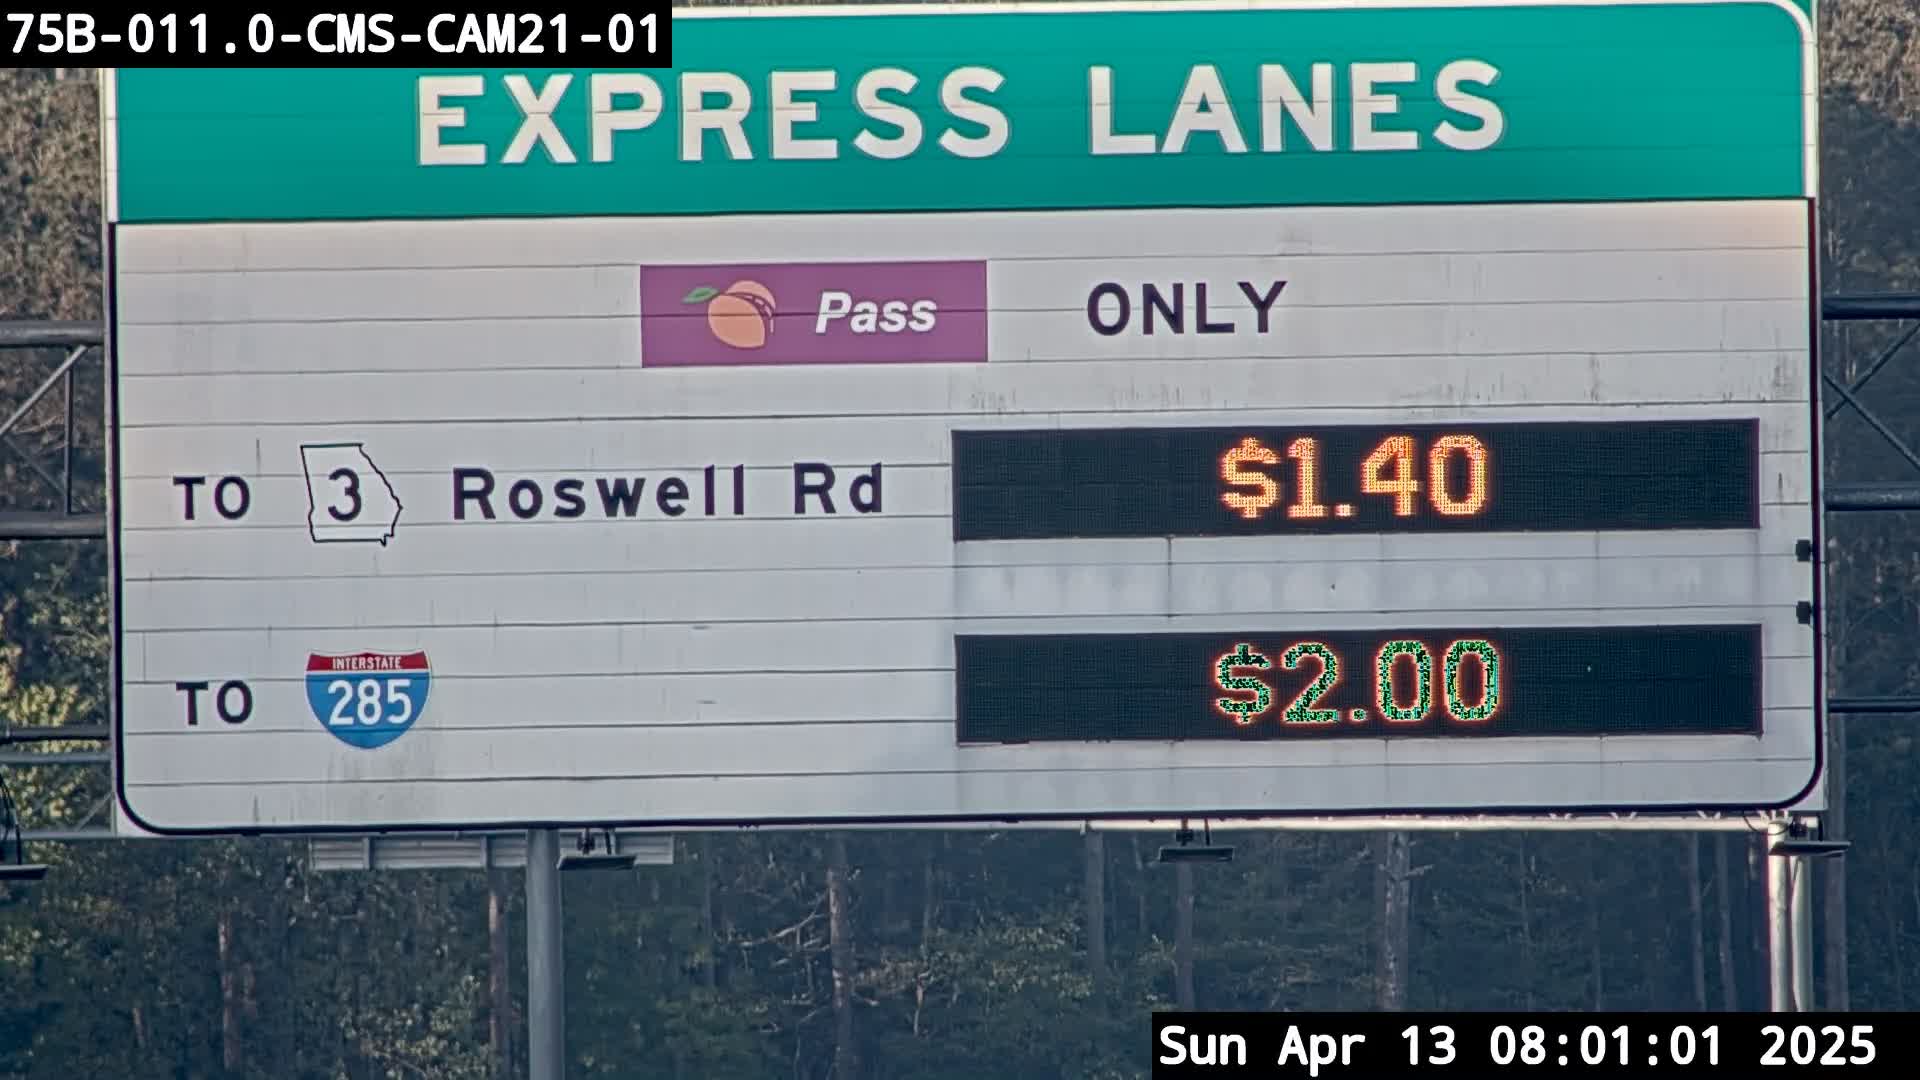 75B-011.0-CMS-CAM21-01
EXPRESS LANES
Pass ONLY
TO 3 Roswell Rd $1.40
TO INTERSTATE 285 $2.00
Sun Apr 13 08:01:01 2025